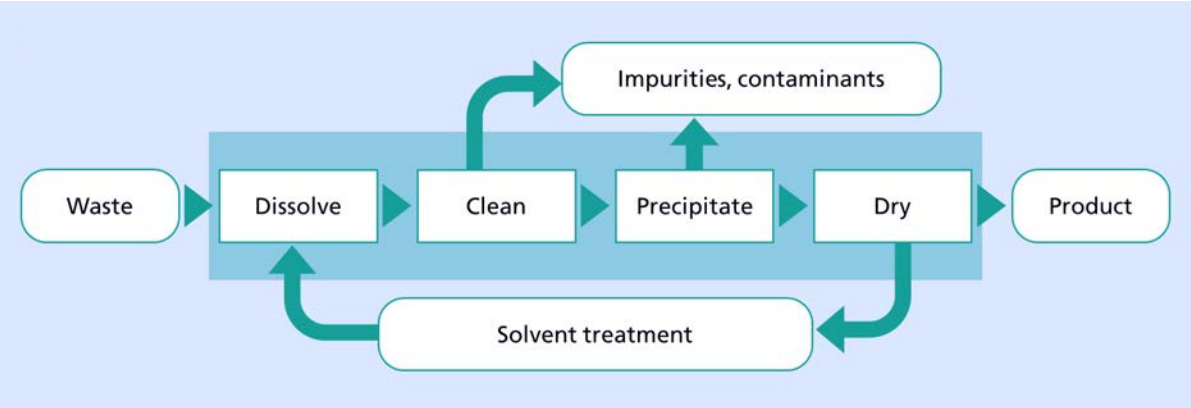 Impurities, contaminants
Waste
Dissolve
Clean
Precipitate
Dry
Product
Solvent treatment